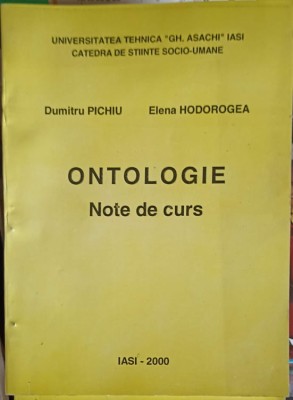 UNIVERSITATEA TEHNICA "GH. ASACHI" IASI
CATEDRA DE STIINTE SOCIO-UMANE
Dumitru PICHIU Elena HODOROGEA
ONTOLOGIE
Note de curs
IASI - 2000